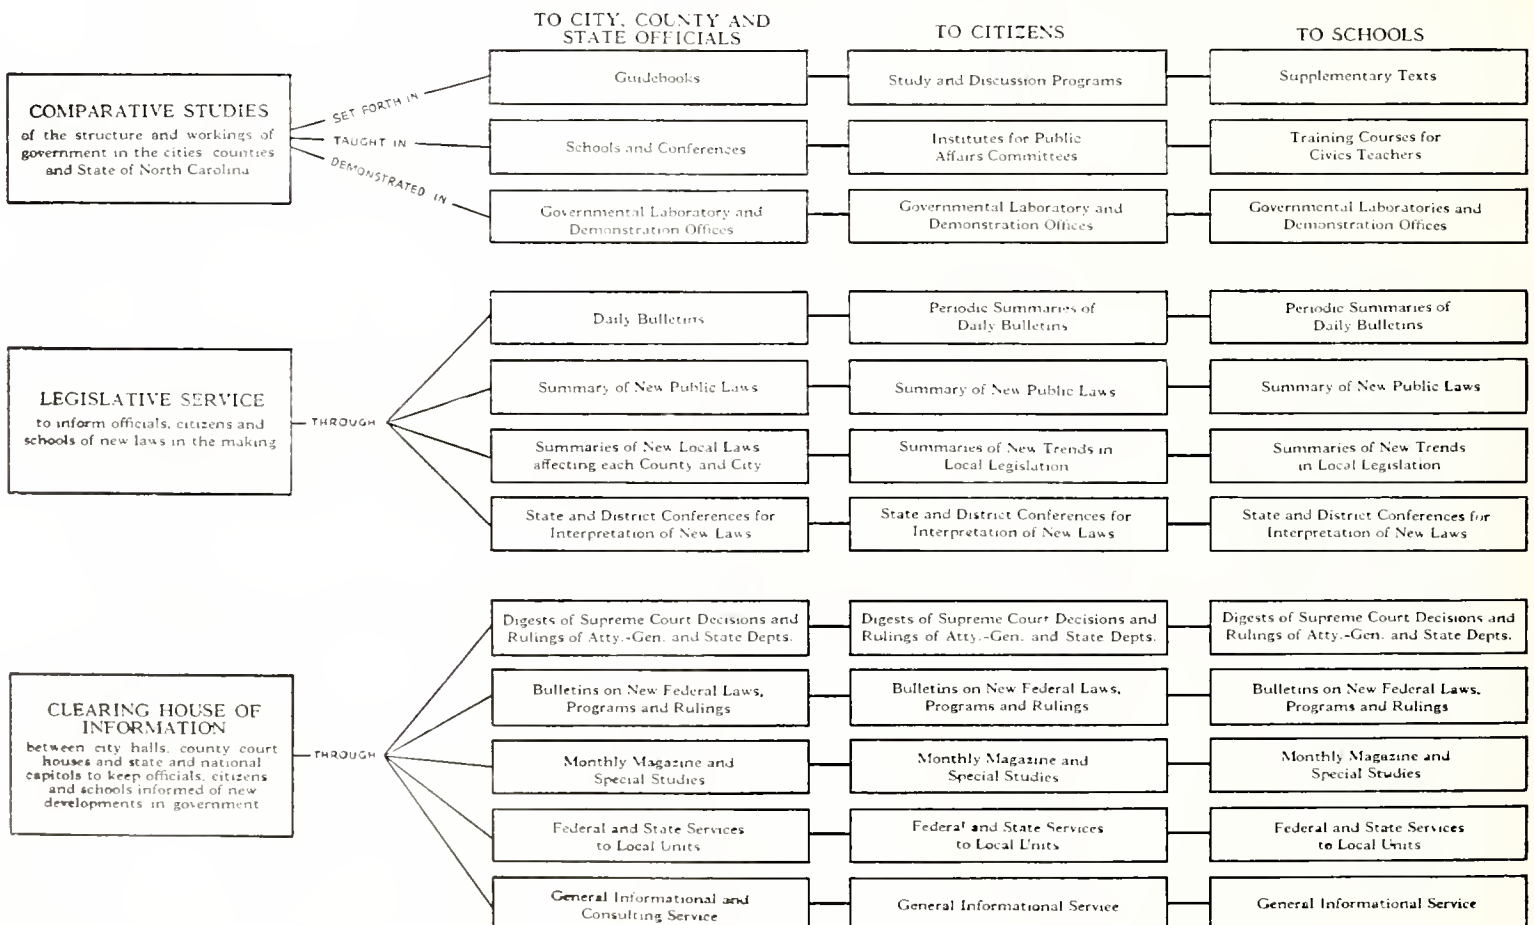 TO CITY, COUNTY AND
STATE OFFICIALS
TO CITIZENS
TO SCHOOLS
COMPARATIVE STUDIES
of the structure and workings of
government in the cities counties
and State of North Carolina
SET FORTH IN
TAUGHT IN
DEMONSTRATED IN
Guidebooks
Study and Discussion Programs
Supplementary Texts
Schools and Conferences
Institutes for Public
Affairs Committees
Training Courses for
Civics Teachers
Governmental Laboratory and
Demonstration Offices
Governmental Laboratory and
Demonstration Offices
Governmental Laboratories and
Demonstration Offices
LEGISLATIVE SERVICE
to inform officials, citizens and
schools of new laws in the making
THROUGH
Daily Bulletins
Periodic Summaries of
Daily Bulletins
Periodic Summaries of
Daily Bulletins
Summary of New Public Laws
Summary of New Public Laws
Summary of New Public Laws
Summaries of New Local Laws
affecting each County and City
Summaries of New Trends in
Local Legislation
Summaries of New Trends
in Local Legislation
State and District Conferences for
Interpretation of New Laws
State and District Conferences for
Interpretation of New Laws
State and District Conferences for
Interpretation of New Laws
CLEARING HOUSE OF
INFORMATION
between city halls, county court
houses and state and national
capitols to keep officials, citizens
and schools informed of new
developments in government
THROUGH
Digests of Supreme Court Decisions and
Rulings of Atty.-Gen. and State Depts.
Digests of Supreme Court Decisions and
Rulings of Atty.-Gen. and State Depts.
Digests of Supreme Court Decisions and
Rulings of Atty.-Gen. and State Depts.
Bulletins on New Federal Laws,
Programs and Rulings
Bulletins on New Federal Laws,
Programs and Rulings
Bulletins on New Federal Laws,
Programs and Rulings
Monthly Magazine and
Special Studies
Monthly Magazine and
Special Studies
Monthly Magazine and
Special Studies
Federal and State Services
to Local Units
Federal and State Services
to Local Units
Federal and State Services
to Local Units
General Informational and
Consulting Service
General Informational Service
General Informational Service